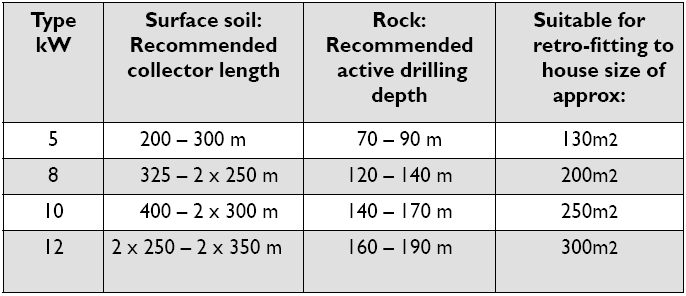 Type kW | Surface soil: Recommended collector length | Rock: Recommended active drilling depth | Suitable for retro-fitting to house size of approx:
5 | 200 – 300 m | 70 – 90 m | 130m2
8 | 325 – 2 x 250 m | 120 – 140 m | 200m2
10 | 400 – 2 x 300 m | 140 – 170 m | 250m2
12 | 2 x 250 – 2 x 350 m | 160 – 190 m | 300m2